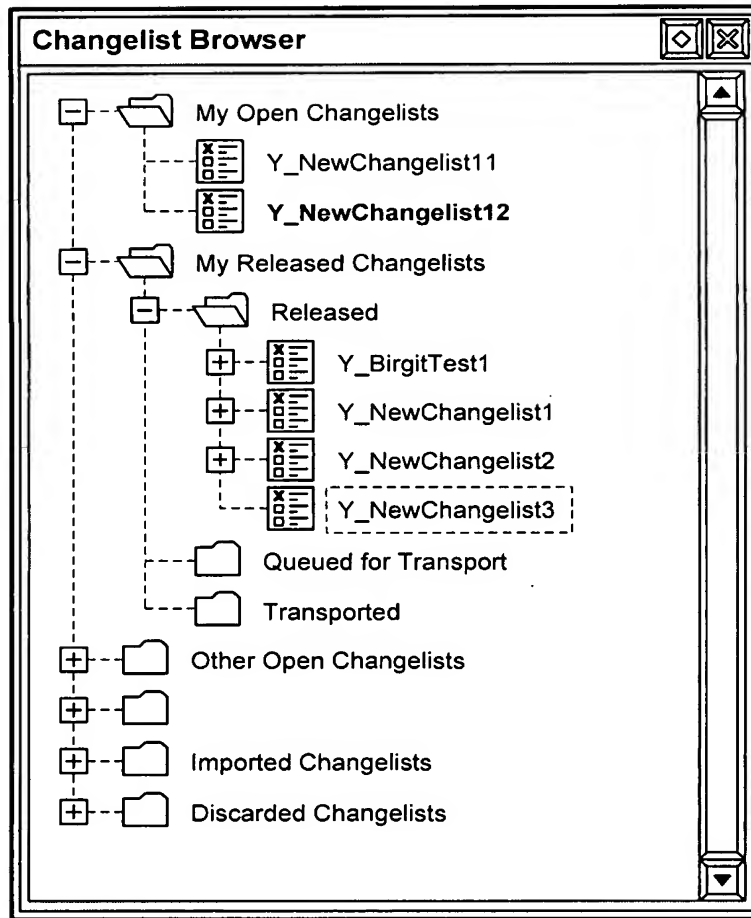 Changelist Browser
My Open Changelists
Y_NewChangelist11
Y_NewChangelist12
My Released Changelists
Released
Y_BirgitTest1
Y_NewChangelist1
Y_NewChangelist2
Y_NewChangelist3
Queued for Transport
Transported
Other Open Changelists
Imported Changelists
Discarded Changelists